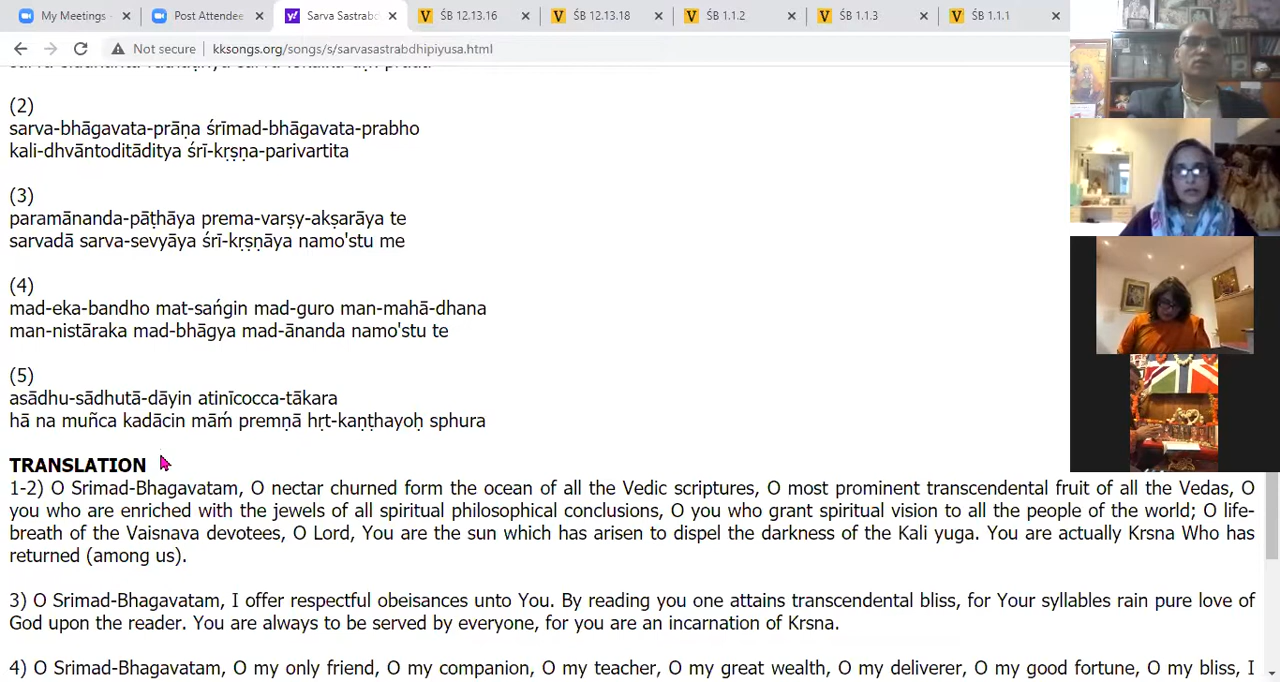 My Meetings -
Post Attendee
Sarva Sastrab
ŚB 12.13.16
ŚB 12.13.18
ŚB 1.1.2
ŚB 1.1.3
ŚB 1.1.1
Not secure
kksongs.org/songs/s/sarvasastrabdhipiyusa.html
(2)
sarva-bhāgavata-prāṇa śrīmad-bhāgavata-prabho
kali-dhvāntoditāditya śrī-kṛṣṇa-parivartita
(3)
paramānanda-pāṭhāya prema-varṣy-akṣarāya te
sarvadā sarva-sevyāya śrī-kṛṣṇāya namo'stu me
(4)
mad-eka-bandho mat-sańgin mad-guro man-mahā-dhana
man-nistāraka mad-bhāgya mad-ānanda namo'stu te
(5)
asādhu-sādhutā-dāyin atinīcocca-tākara
hā na muñca kadācin māḿ premṇā hṛt-kaṇṭhayoḥ sphura
TRANSLATION
1-2) O Srimad-Bhagavatam, O nectar churned form the ocean of all the Vedic scriptures, O most prominent transcendental fruit of all the Vedas, O
you who are enriched with the jewels of all spiritual philosophical conclusions, O you who grant spiritual vision to all the people of the world; O life-
breath of the Vaisnava devotees, O Lord, You are the sun which has arisen to dispel the darkness of the Kali yuga. You are actually Krsna Who has
returned (among us).
3) O Srimad-Bhagavatam, I offer respectful obeisances unto You. By reading you one attains transcendental bliss, for Your syllables rain pure love of
God upon the reader. You are always to be served by everyone, for you are an incarnation of Krsna.
4) O Srimad-Bhagavatam, O my only friend, O my companion, O my teacher, O my great wealth, O my deliverer, O my good fortune, O my bliss, I